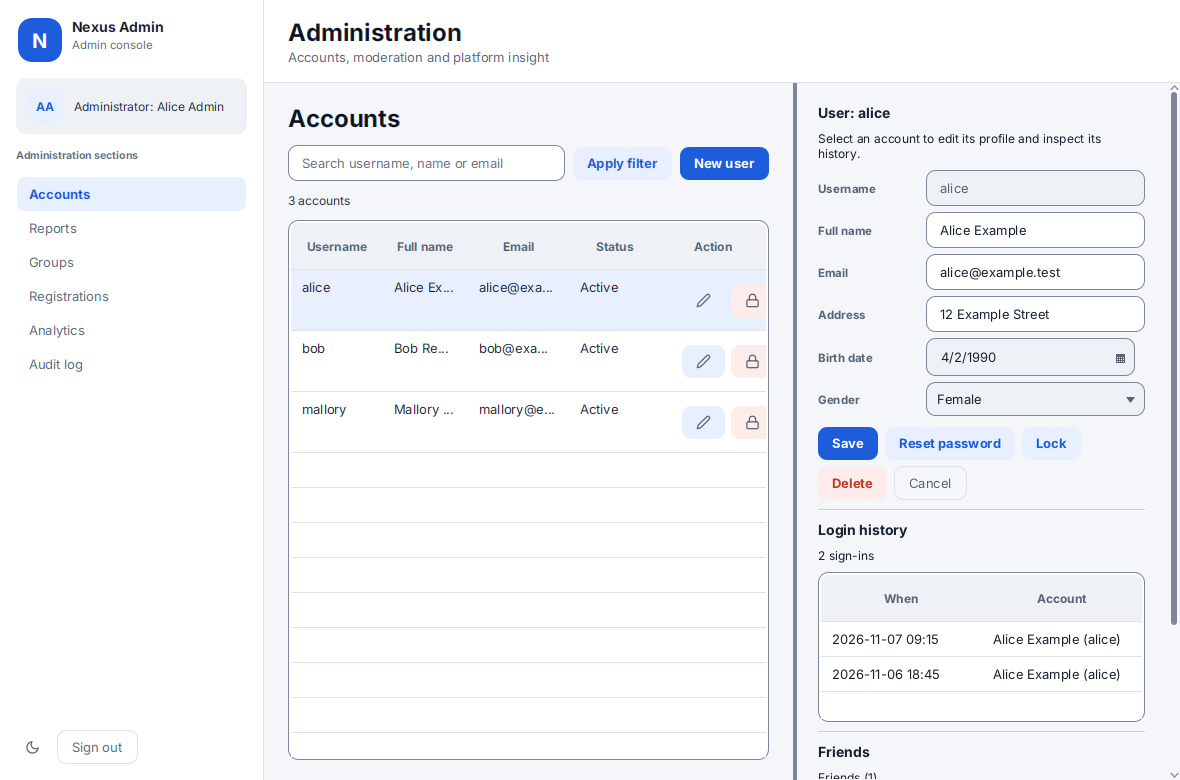 N
Nexus Admin
Admin console
AA
Administrator: Alice Admin
Administration sections
Accounts
Reports
Groups
Registrations
Analytics
Audit log
Sign out
Administration
Accounts, moderation and platform insight
Accounts
Search username, name or email
Apply filter
New user
3 accounts
Username Full name Email Status Action
alice Alice Ex... alice@exa... Active
bob Bob Re... bob@exa... Active
mallory Mallory ... mallory@e... Active
User: alice
Select an account to edit its profile and inspect its
history.
Username alice
Full name Alice Example
Email alice@example.test
Address 12 Example Street
Birth date 4/2/1990
Gender Female
Save Reset password Lock
Delete Cancel
Login history
2 sign-ins
When Account
2026-11-07 09:15 Alice Example (alice)
2026-11-06 18:45 Alice Example (alice)
Friends
Friends (1)